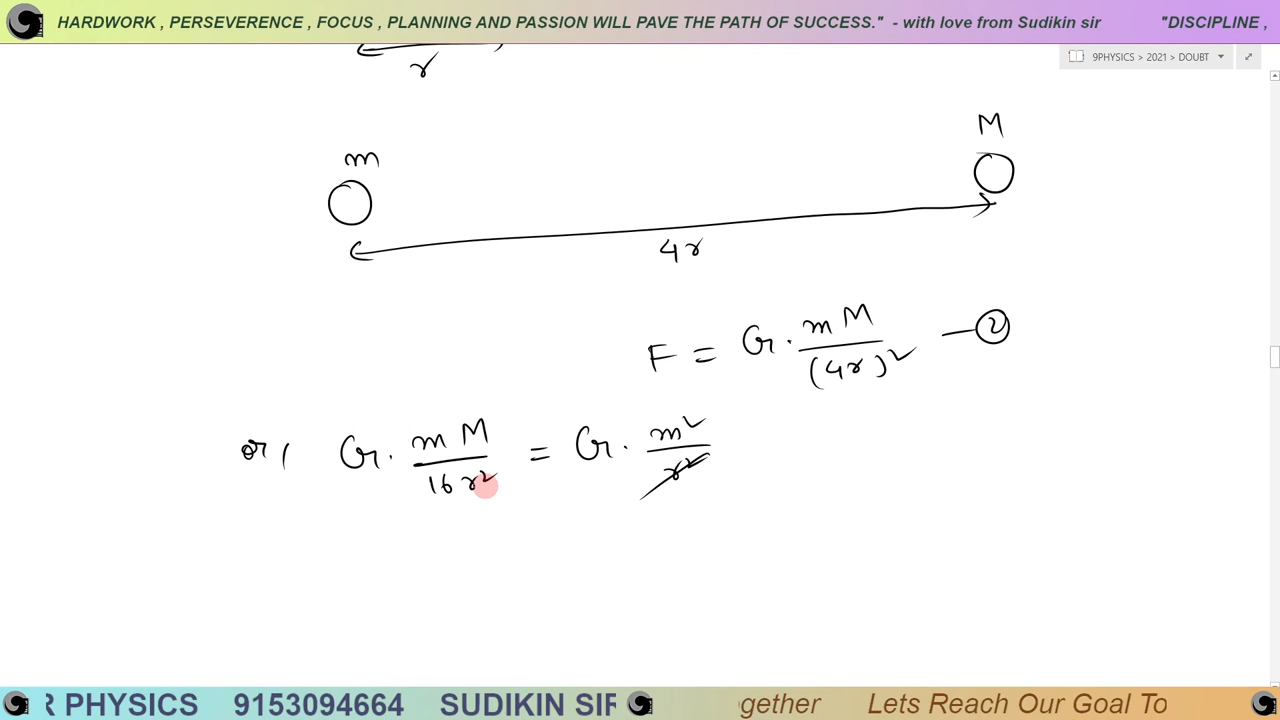 HARDWORK , PERSEVERENCE , FOCUS , PLANNING AND PASSION WILL PAVE THE PATH OF SUCCESS." - with love from Sudikin sir "DISCIPLINE ,
9PHYSICS > 2021 > DOUBT
r
m
M
4r
F = G · mM/(4r)² — ②
or, G · mM/16r² = G · m²/r²
R PHYSICS 9153094664 SUDIKIN SIR gether Lets Reach Our Goal To